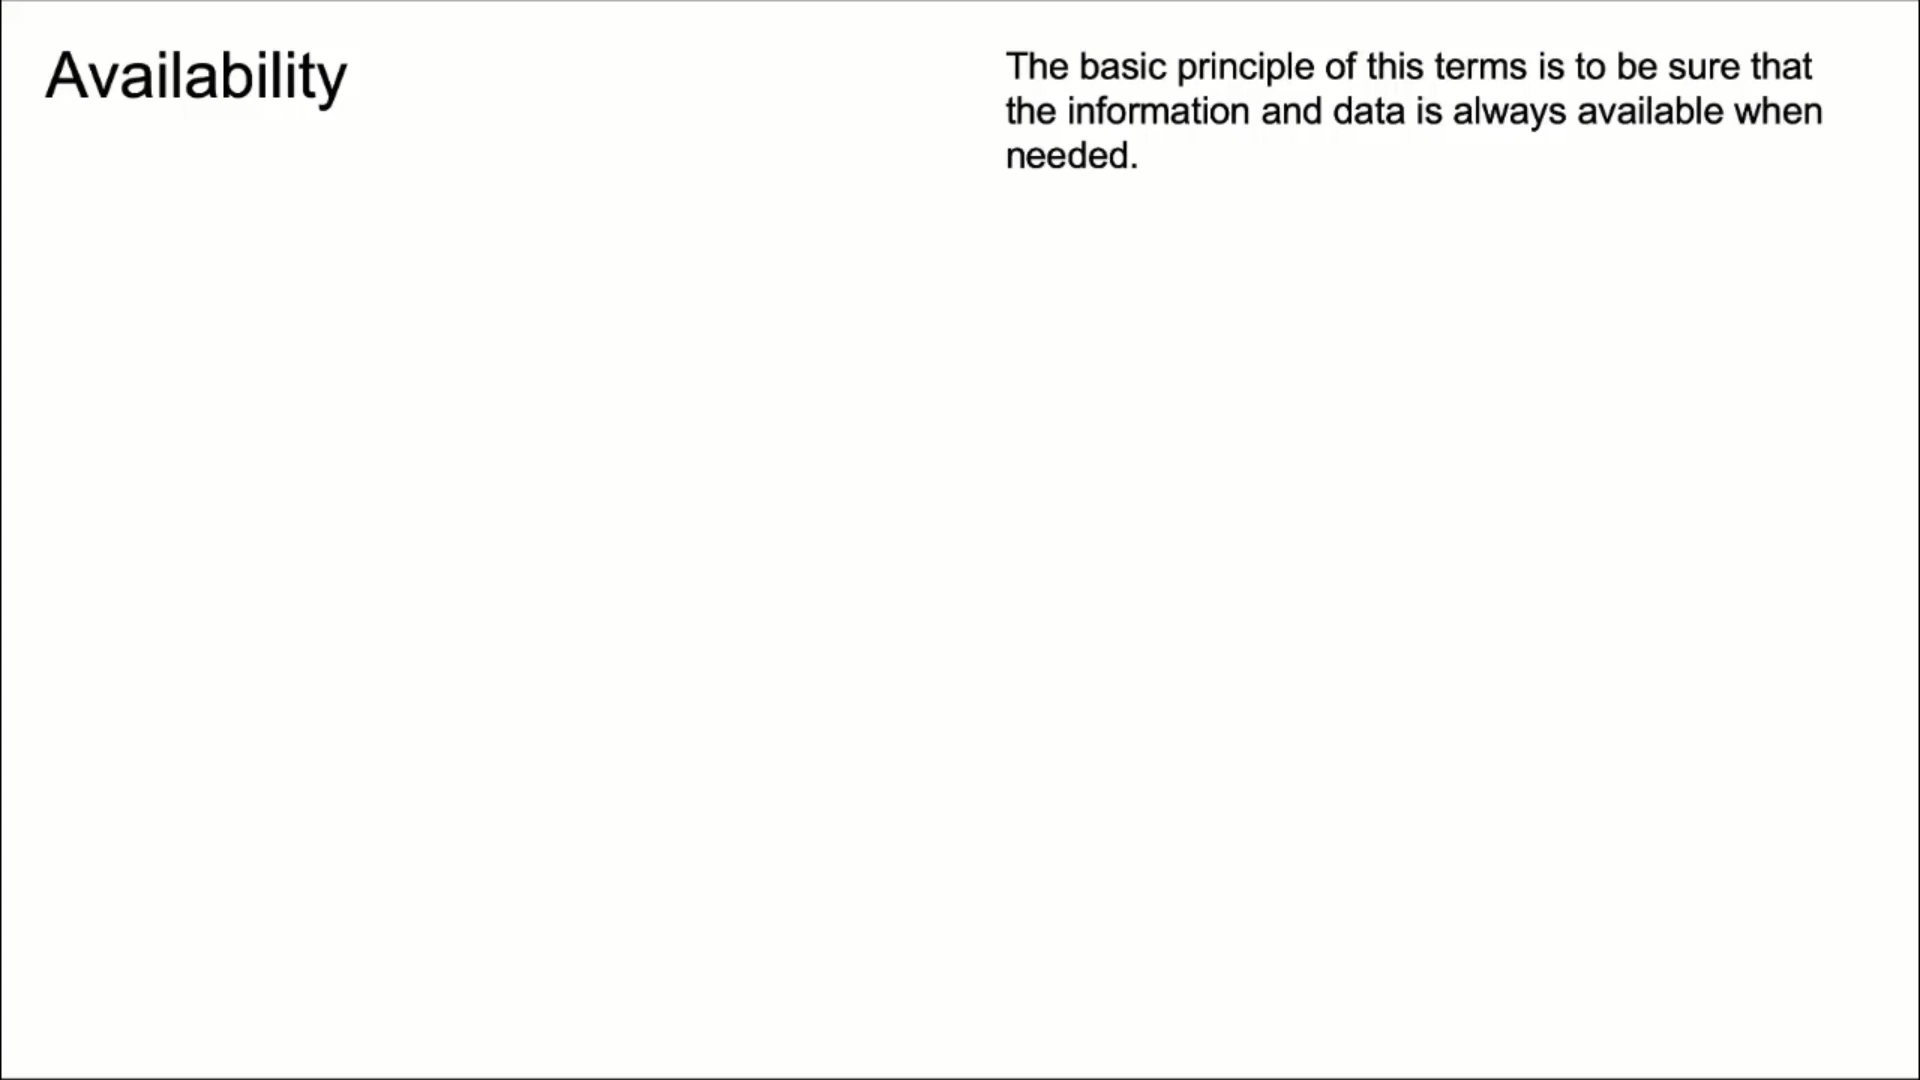 Availability
The basic principle of this terms is to be sure that
the information and data is always available when
needed.